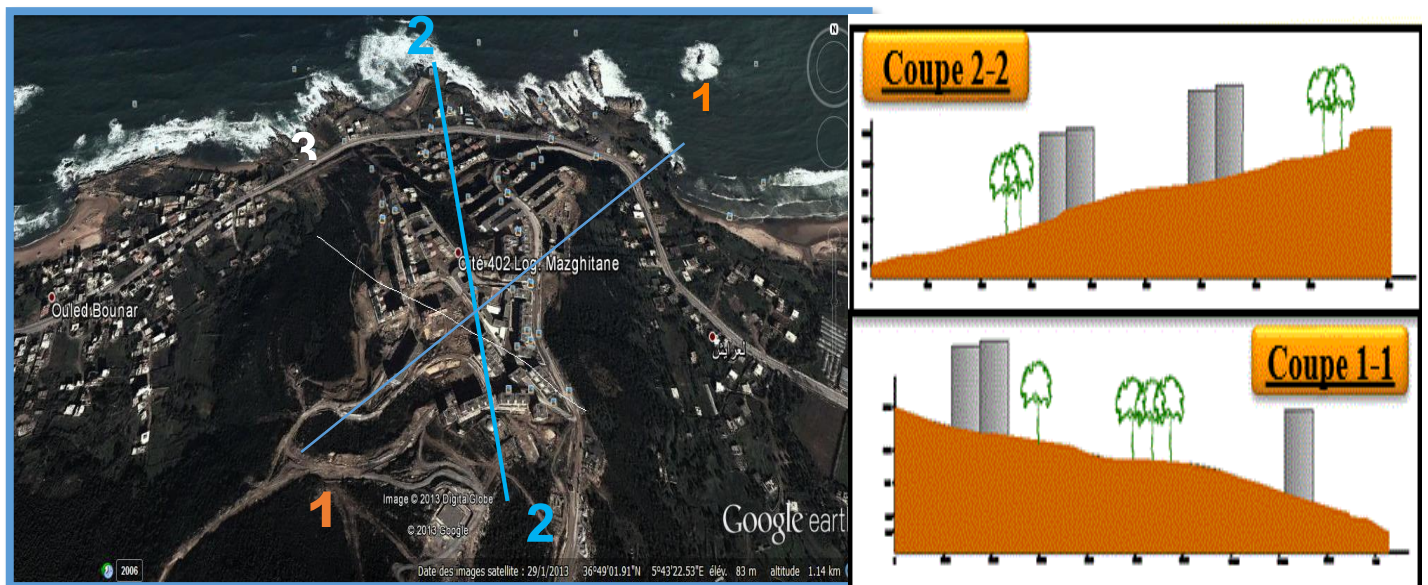 2
1
3
Cité 402 Log. Mazghitane
Ouled Bounar
لعرايش
Image © 2013 DigitalGlobe
© 2013 Google
1
2
Google eart
2006
Date des images satellite : 29/1/2013 36°49'01.91"N 5°43'22.53"E élév. 83 m altitude 1.14 km
N
Coupe 2-2
Coupe 1-1